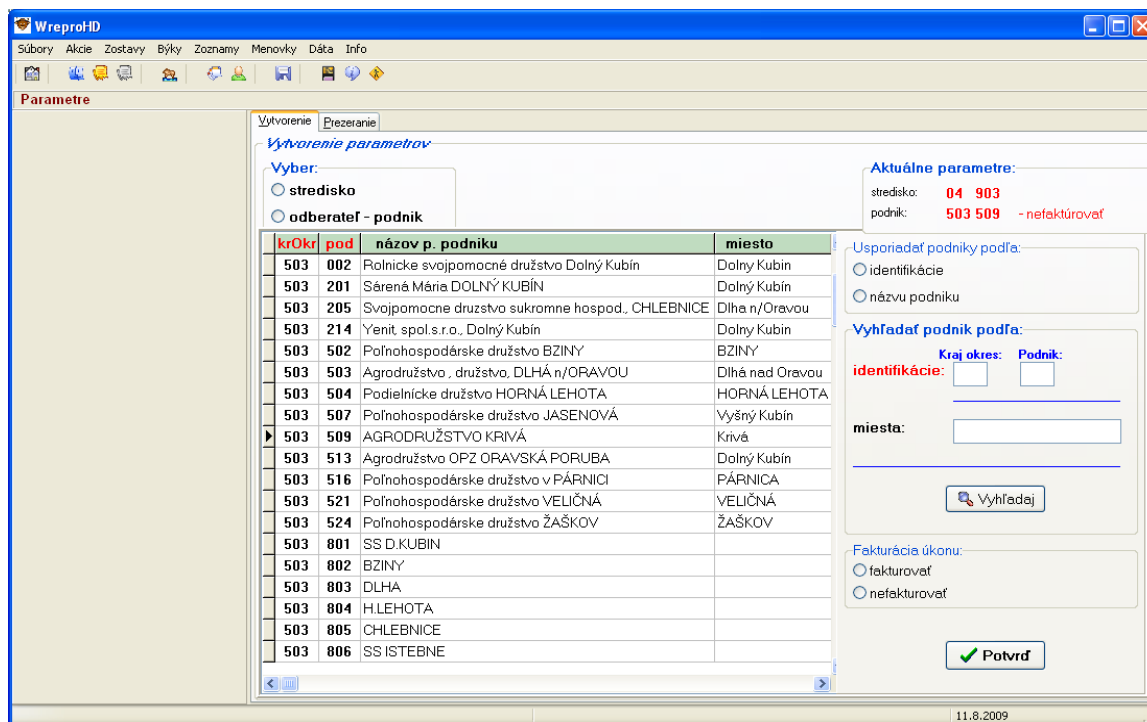 WreproHD
Súbory Akcie Zostavy Býky Zoznamy Menovky Dáta Info
Parametre
Vytvorenie Prezeranie
Vytvorenie parametrov
Vyber:
stredisko
odberateľ - podnik
Aktuálne parametre:
stredisko: 04 903
podnik: 503 509 - nefaktúrovať
krOkr pod názov p. podniku miesto
503 002 Rolnicke svojpomocné družstvo Dolný Kubín Dolny Kubin
503 201 Sárená Mária DOLNÝ KUBÍN Dolný Kubín
503 205 Svojpomocne druzstvo sukromne hospod., CHLEBNICE Dlha n/Oravou
503 214 Yenit, spol.s.r.o., Dolný Kubín Dolny Kubin
503 502 Poľnohospodárske družstvo BZINY BZINY
503 503 Agrodružstvo , družstvo, DLHÁ n/ORAVOU Dlhá nad Oravou
503 504 Podielnícke družstvo HORNÁ LEHOTA HORNÁ LEHOTA
503 507 Poľnohospodárske družstvo JASENOVÁ Vyšný Kubín
503 509 AGRODRUŽSTVO KRIVÁ Krivá
503 513 Agrodružstvo OPZ ORAVSKÁ PORUBA Dolný Kubín
503 516 Poľnohospodárske družstvo v PÁRNICI PÁRNICA
503 521 Poľnohospodárske družstvo VELIČNÁ VELIČNÁ
503 524 Poľnohospodárske družstvo ŽAŠKOV ŽAŠKOV
503 801 SS D.KUBIN
503 802 BZINY
503 803 DLHA
503 804 H.LEHOTA
503 805 CHLEBNICE
503 806 SS ISTEBNE
Usporiadať podniky podľa:
identifikácie
názvu podniku
Vyhľadať podnik podľa:
Kraj okres: Podnik:
identifikácie:
miesta:
Vyhľadaj
Fakturácia úkonu:
fakturovať
nefakturovať
Potvrď
11.8.2009